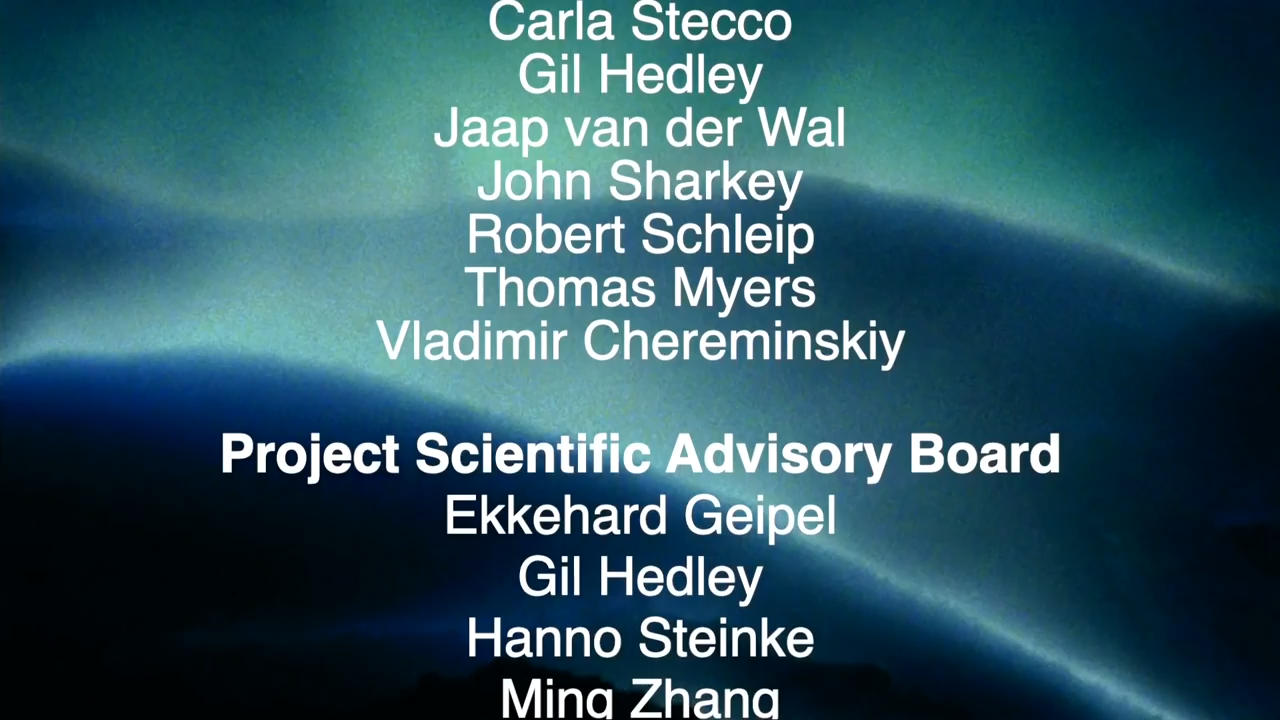 Carla Stecco
Gil Hedley
Jaap van der Wal
John Sharkey
Robert Schleip
Thomas Myers
Vladimir Chereminskiy
Project Scientific Advisory Board
Ekkehard Geipel
Gil Hedley
Hanno Steinke
Ming Zhang